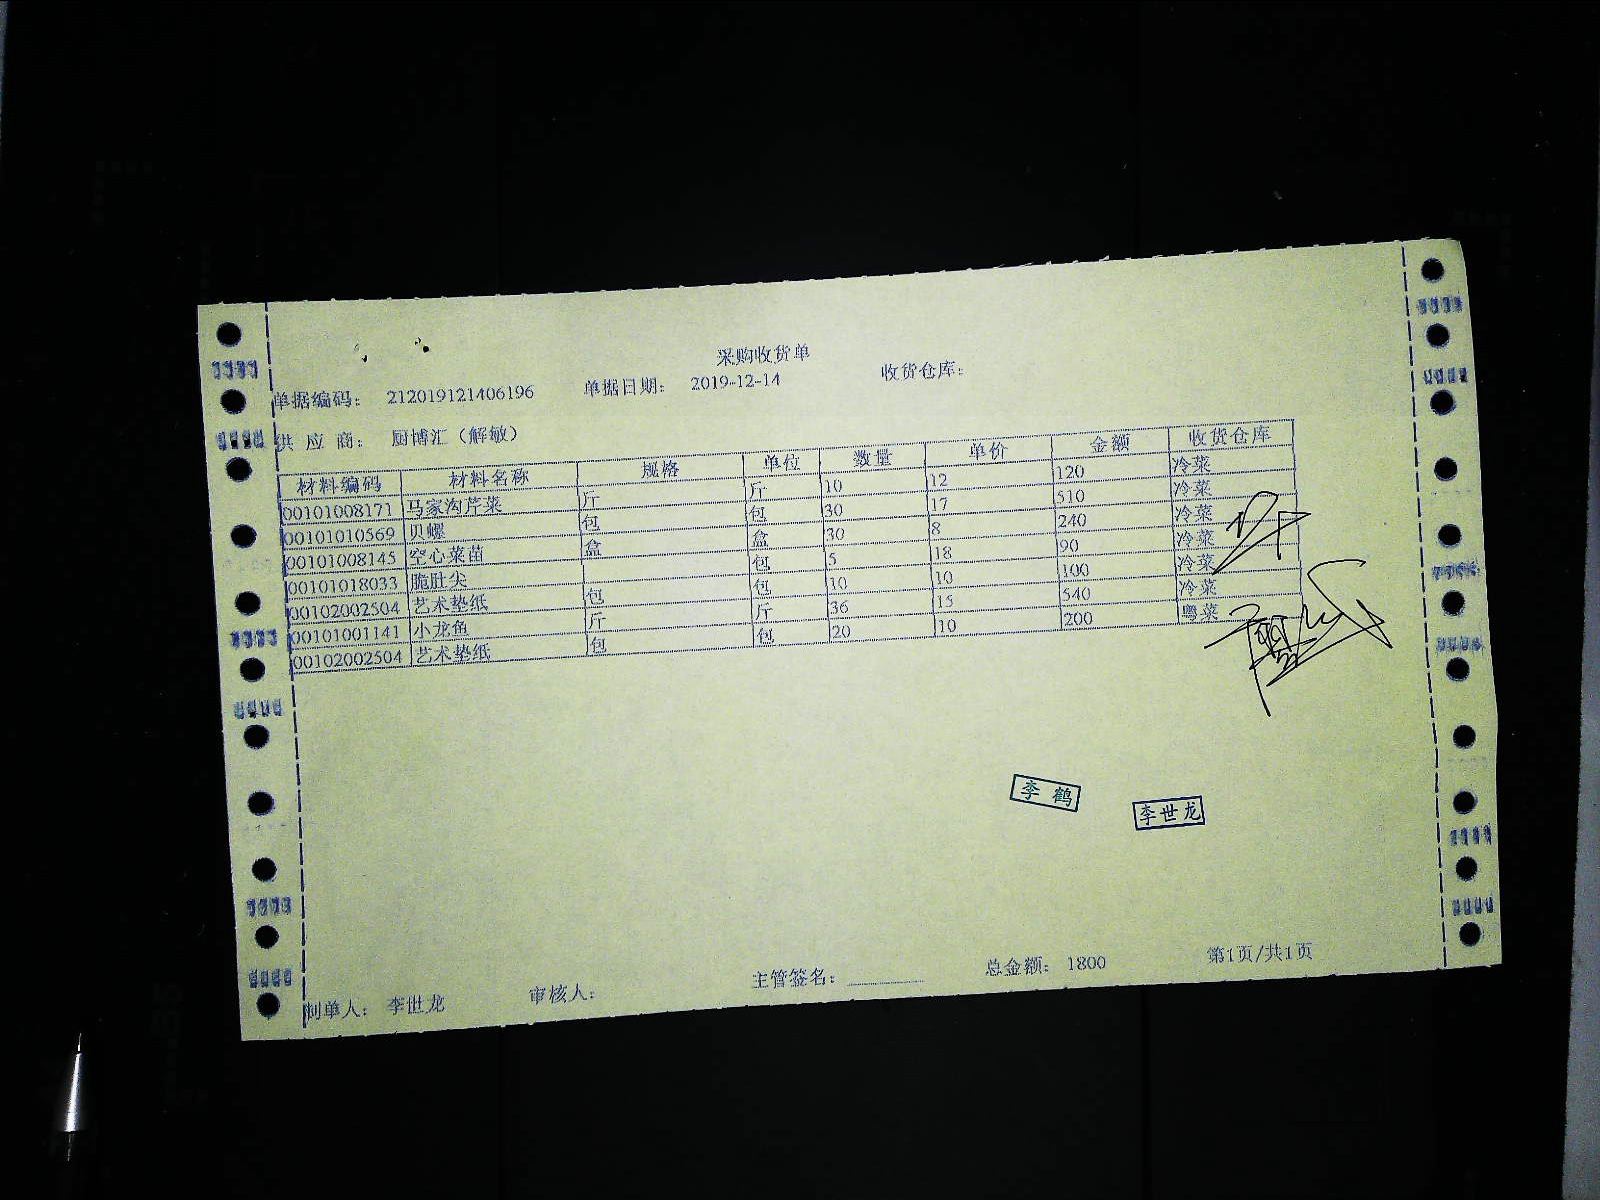 采购收货单
单据编码： 212019121406196 单据日期： 2019-12-14 收货仓库：
供 应 商： 厨博汇（解敏）
材料编码 材料名称 规格 单位 数量 单价 金额 收货仓库
00101008171 马家沟芹菜 斤 斤 10 12 120 冷菜
00101010569 贝螺 包 包 30 17 510 冷菜
00101008145 空心菜苗 盒 盒 30 8 240 冷菜
00101018033 脆肚尖 包 5 18 90 冷菜
00102002504 艺术垫纸 包 包 10 10 100 冷菜
00101001141 小龙鱼 斤 斤 36 15 540 冷菜
00102002504 艺术垫纸 包 包 20 10 200 粤菜
李 鹤
李世龙
制单人： 李世龙 审核人： 主管签名： 总金额： 1800 第1页/共1页